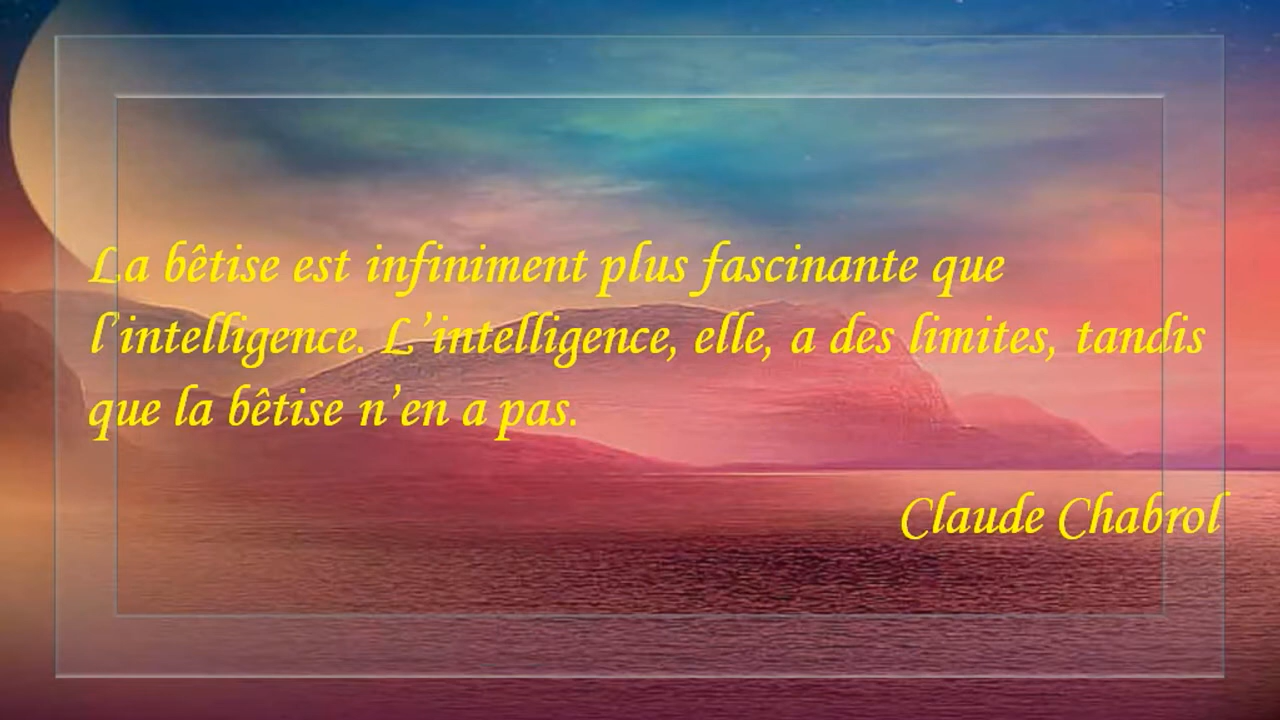 La bêtise est infiniment plus fascinante que
l’intelligence. L’intelligence, elle, a des limites, tandis
que la bêtise n’en a pas.
Claude Chabrol